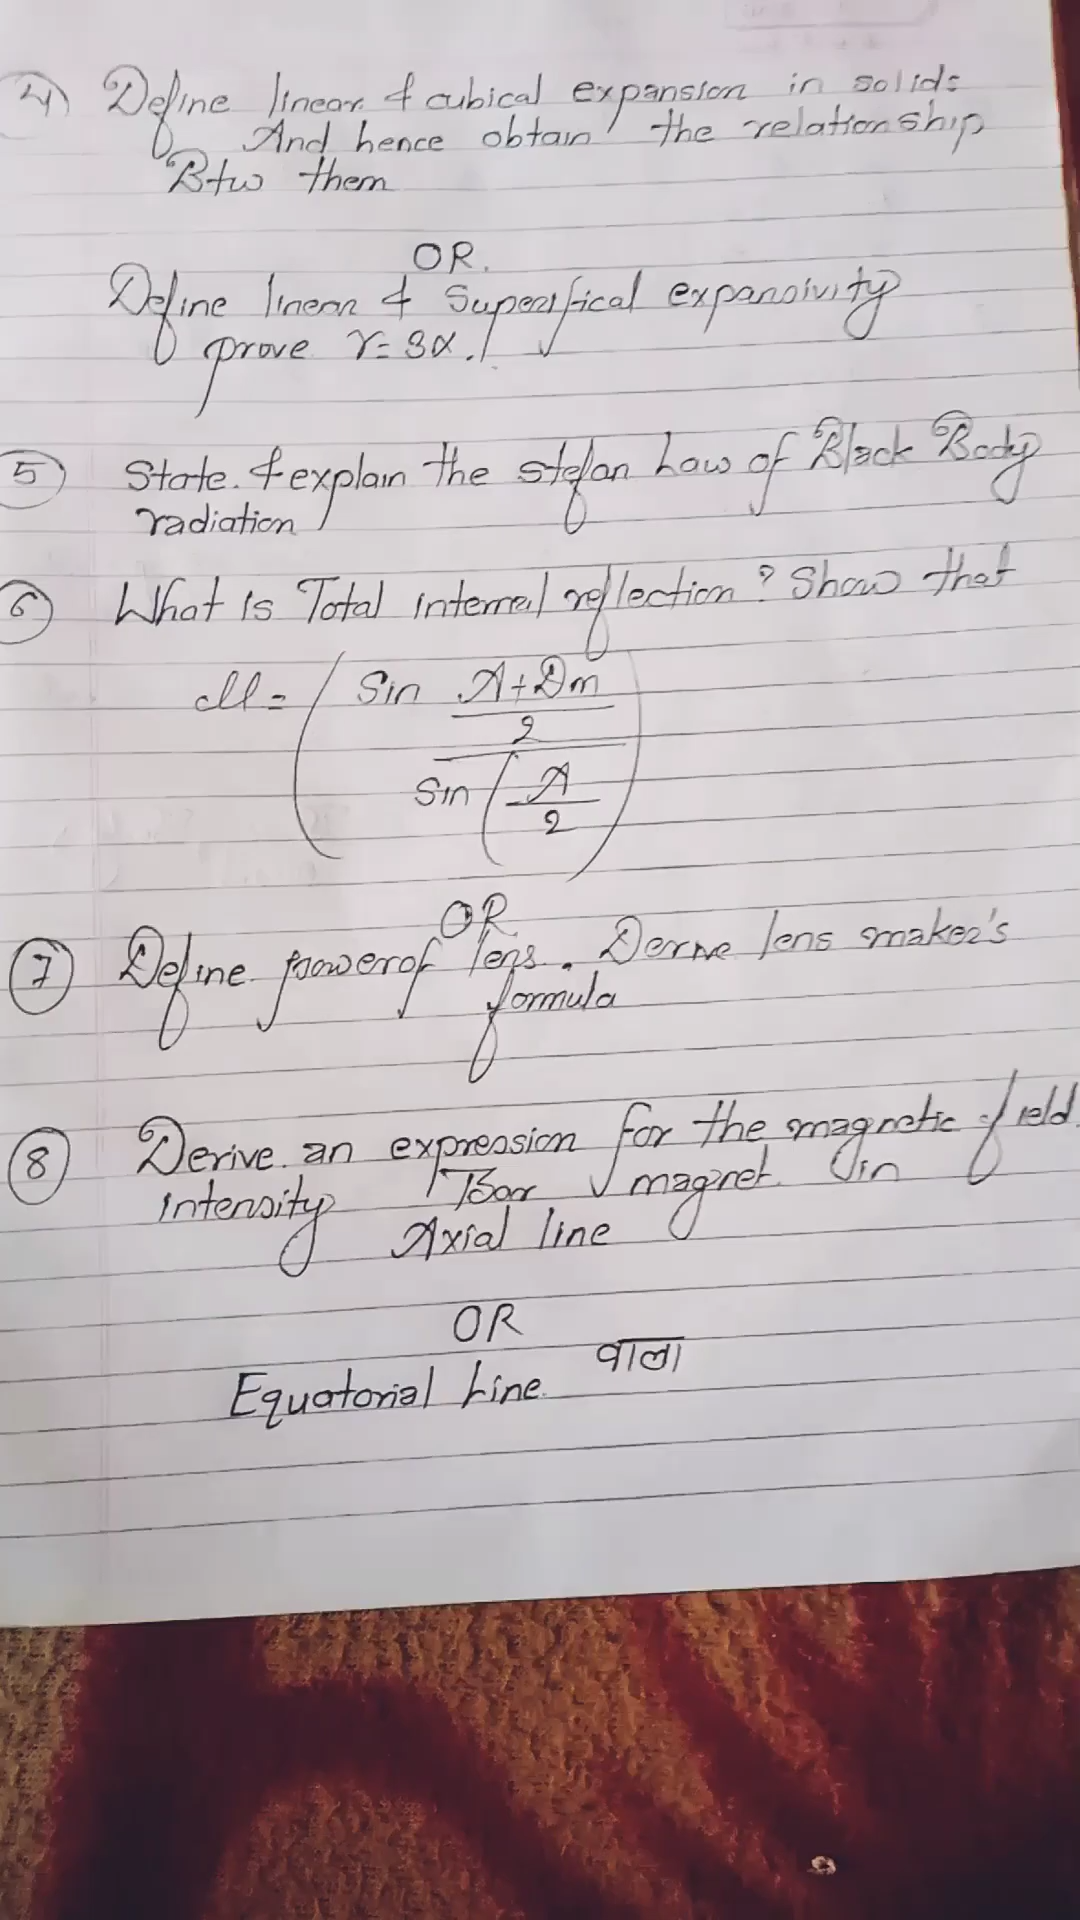 4) Define linear & cubical expansion in solids
And hence obtain the relationship
Btw them
OR.
Define linear & Superfical expansivity
prove γ = 3α.
5 State. & explain the stefan Law of Black Body
radiation
6 What is Total internal reflection? Show that
μ = ( Sin A+Dm / 2
Sin ( A / 2 )
OR
7 Define power of lens. Derive lens maker's
formula
8 Derive an expression for the magnetic field
intensity Bar magnet in
Axial line
OR
Equatorial Line. वाला